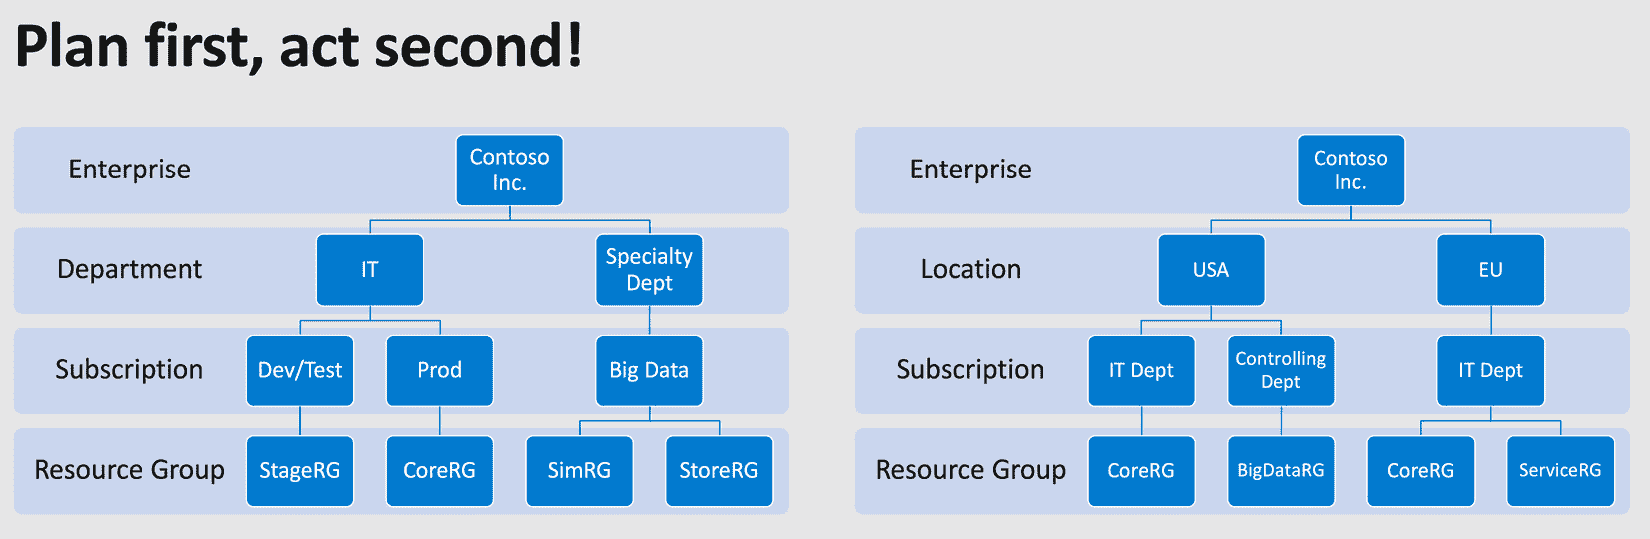 Plan first, act second!
Enterprise
Contoso
Inc.
Department
IT
Specialty
Dept
Subscription
Dev/Test
Prod
Big Data
Resource Group
StageRG
CoreRG
SimRG
StoreRG
Enterprise
Contoso
Inc.
Location
USA
EU
Subscription
IT Dept
Controlling
Dept
IT Dept
Resource Group
CoreRG
BigDataRG
CoreRG
ServiceRG